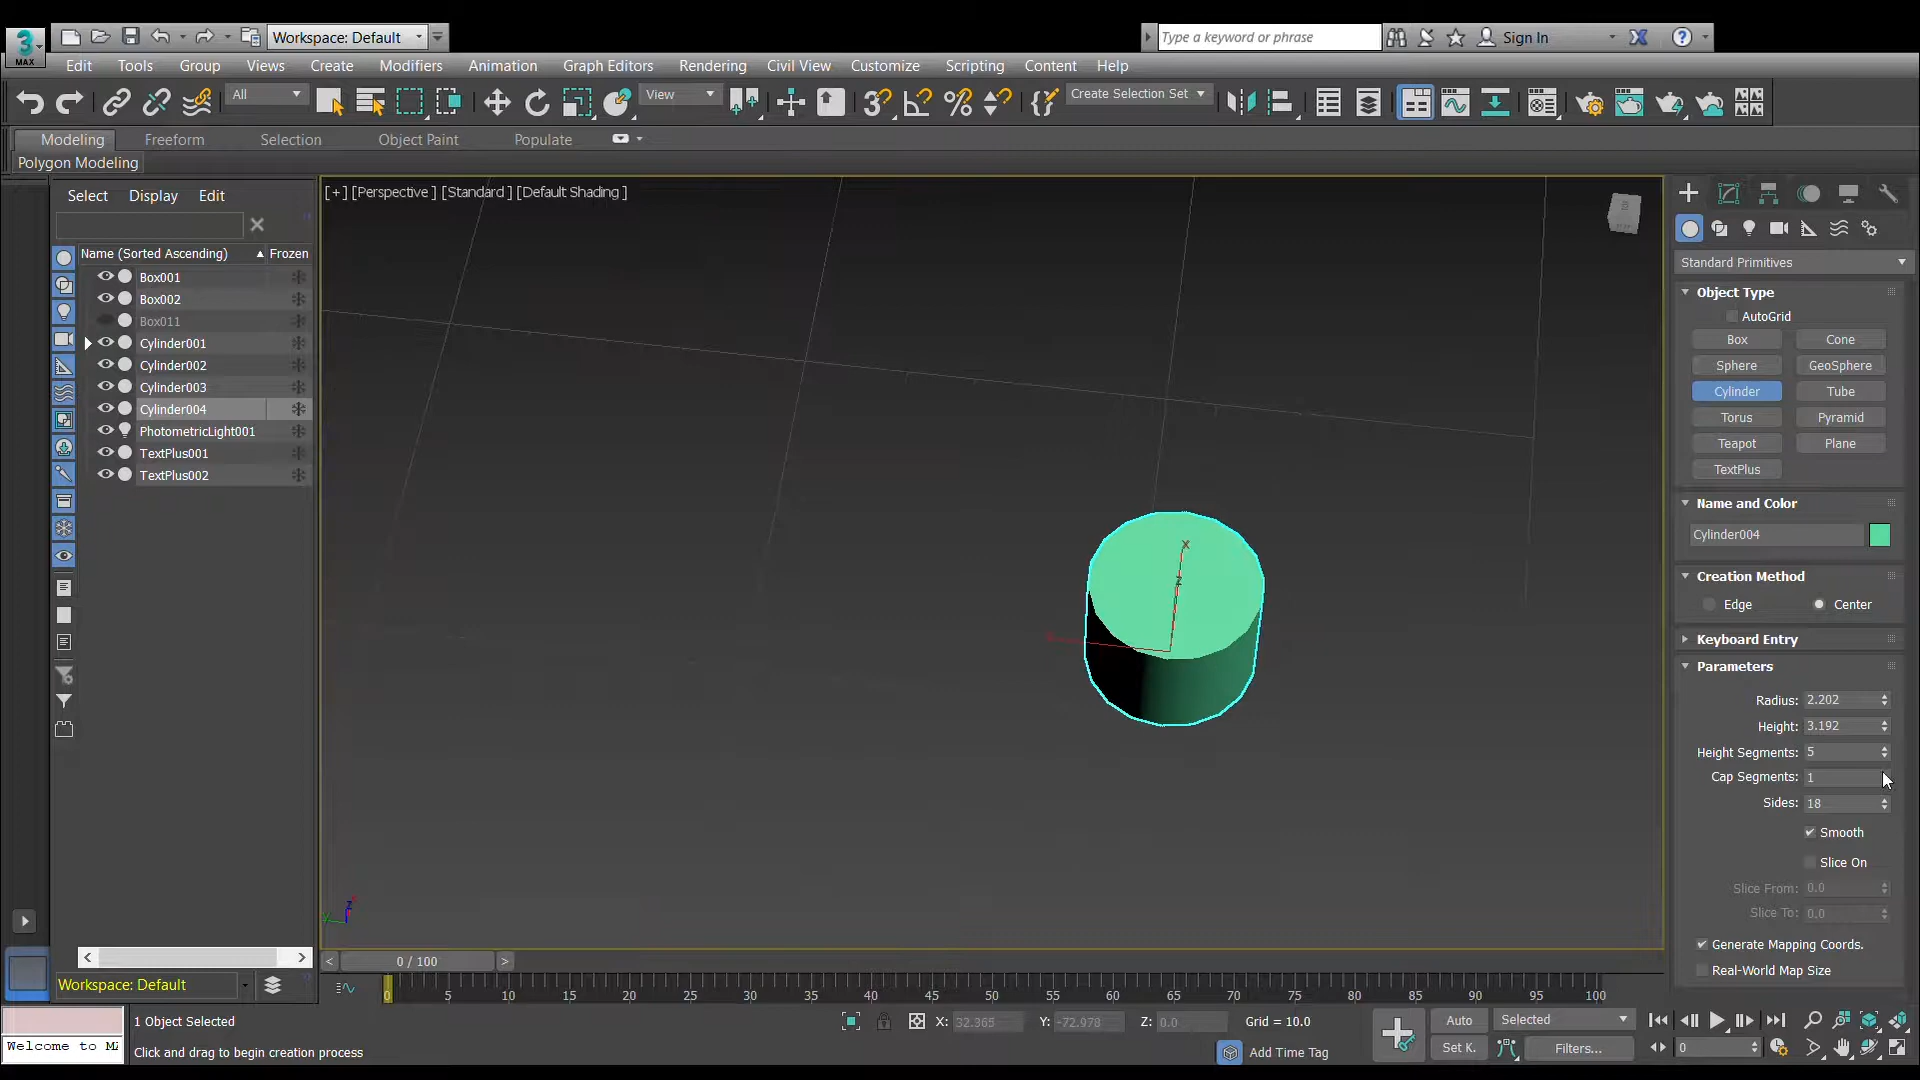 3
MAX
Workspace: Default
Type a keyword or phrase
Sign In
Edit Tools Group Views Create Modifiers Animation Graph Editors Rendering Civil View Customize Scripting Content Help
All
View
3
Create Selection Set
Modeling Freeform Selection Object Paint Populate
Polygon Modeling
Select Display Edit
Name (Sorted Ascending) Frozen
Box001
Box002
Box011
Cylinder001
Cylinder002
Cylinder003
Cylinder004
PhotometricLight001
TextPlus001
TextPlus002
Workspace: Default
[+] [Perspective ] [Standard ] [Default Shading ]
x
z
z
y
Standard Primitives
Object Type
AutoGrid
Box Cone
Sphere GeoSphere
Cylinder Tube
Torus Pyramid
Teapot Plane
TextPlus
Name and Color
Cylinder004
Creation Method
Edge Center
Keyboard Entry
Parameters
Radius: 2.202
Height: 3.192
Height Segments: 5
Cap Segments: 1
Sides: 18
Smooth
Slice On
Slice From: 0.0
Slice To: 0.0
Generate Mapping Coords.
Real-World Map Size
< 0 / 100 >
0 5 10 15 20 25 30 35 40 45 50 55 60 65 70 75 80 85 90 95 100
Welcome to MA
1 Object Selected
Click and drag to begin creation process
X: 32.365 Y: -72.978 Z: 0.0 Grid = 10.0
Add Time Tag
Auto Selected
Set K. Filters...
0